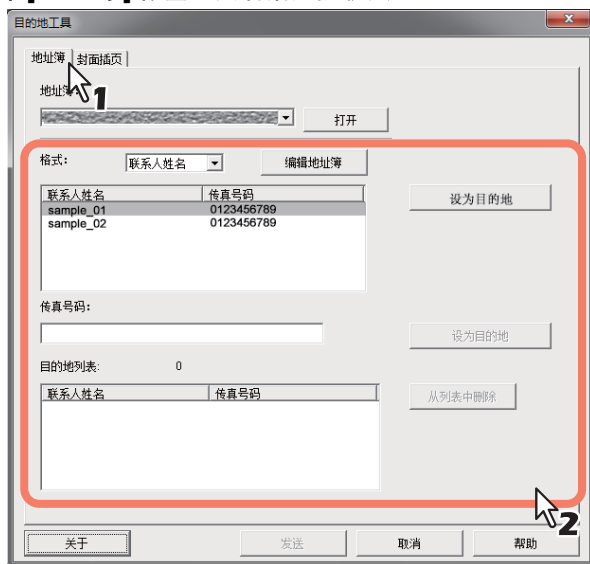 目的地工具
地址簿 封面插页
1
打开
格式： 联系人姓名 编辑地址簿
联系人姓名 传真号码
sample_01 0123456789
sample_02 0123456789
设为目的地
传真号码：
设为目的地
目的地列表: 0
联系人姓名 传真号码
从列表中删除
2
关于 发送 取消 帮助